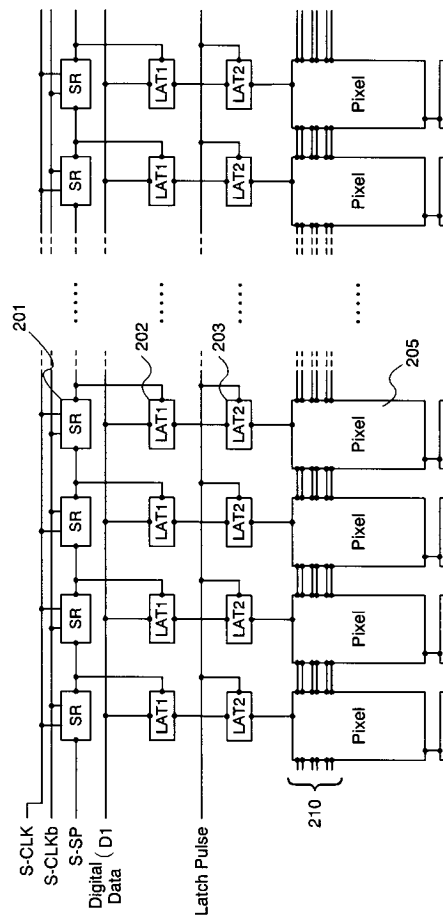 S-CLK
S-CLKb
S-SP
Digital ( D1
Data
Latch Pulse
201
202
203
205
210
SR SR SR SR SR SR
LAT1 LAT1 LAT1 LAT1 LAT1 LAT1
LAT2 LAT2 LAT2 LAT2 LAT2 LAT2
Pixel Pixel Pixel Pixel Pixel Pixel